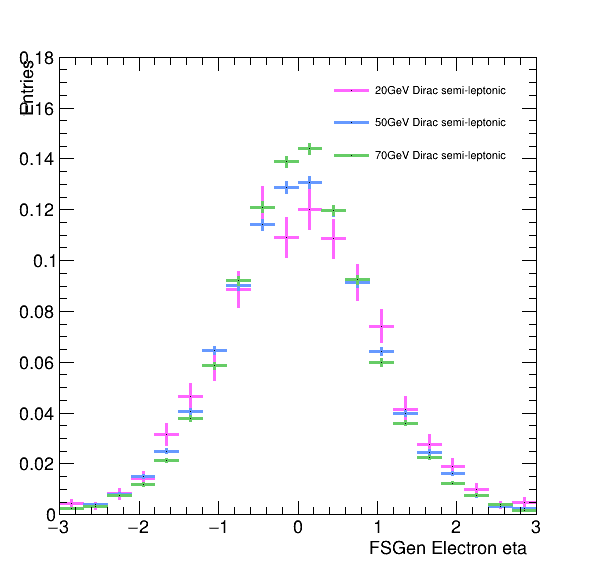 0.18
Entries
0.16
0.14
0.12
0.1
0.08
0.06
0.04
0.02
0
20GeV Dirac semi-leptonic
50GeV Dirac semi-leptonic
70GeV Dirac semi-leptonic
−3 −2 −1 0 1 2 3
FSGen Electron eta